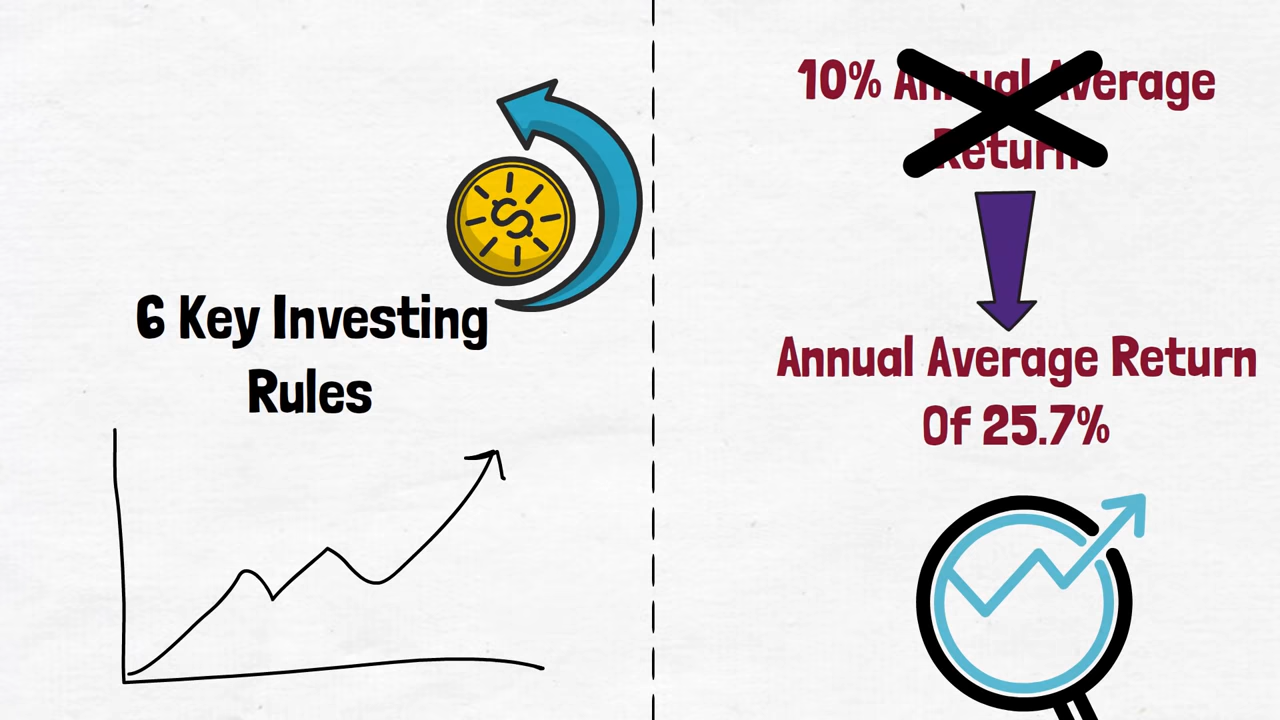 6 Key Investing
Rules
10% Annual Average
Return
Annual Average Return
Of 25.7%